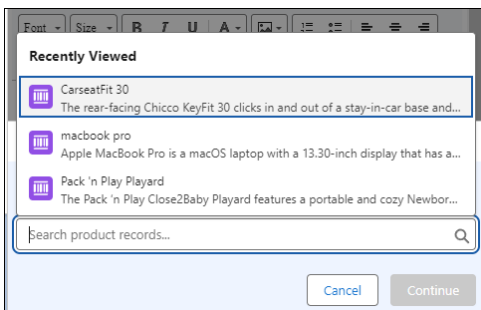 Font Size B I U A
Recently Viewed
CarseatFit 30
The rear-facing Chicco KeyFit 30 clicks in and out of a stay-in-car base and...
macbook pro
Apple MacBook Pro is a macOS laptop with a 13.30-inch display that has a...
Pack 'n Play Playard
The Pack 'n Play Close2Baby Playard features a portable and cozy Newbor...
Search product records...
Cancel Continue